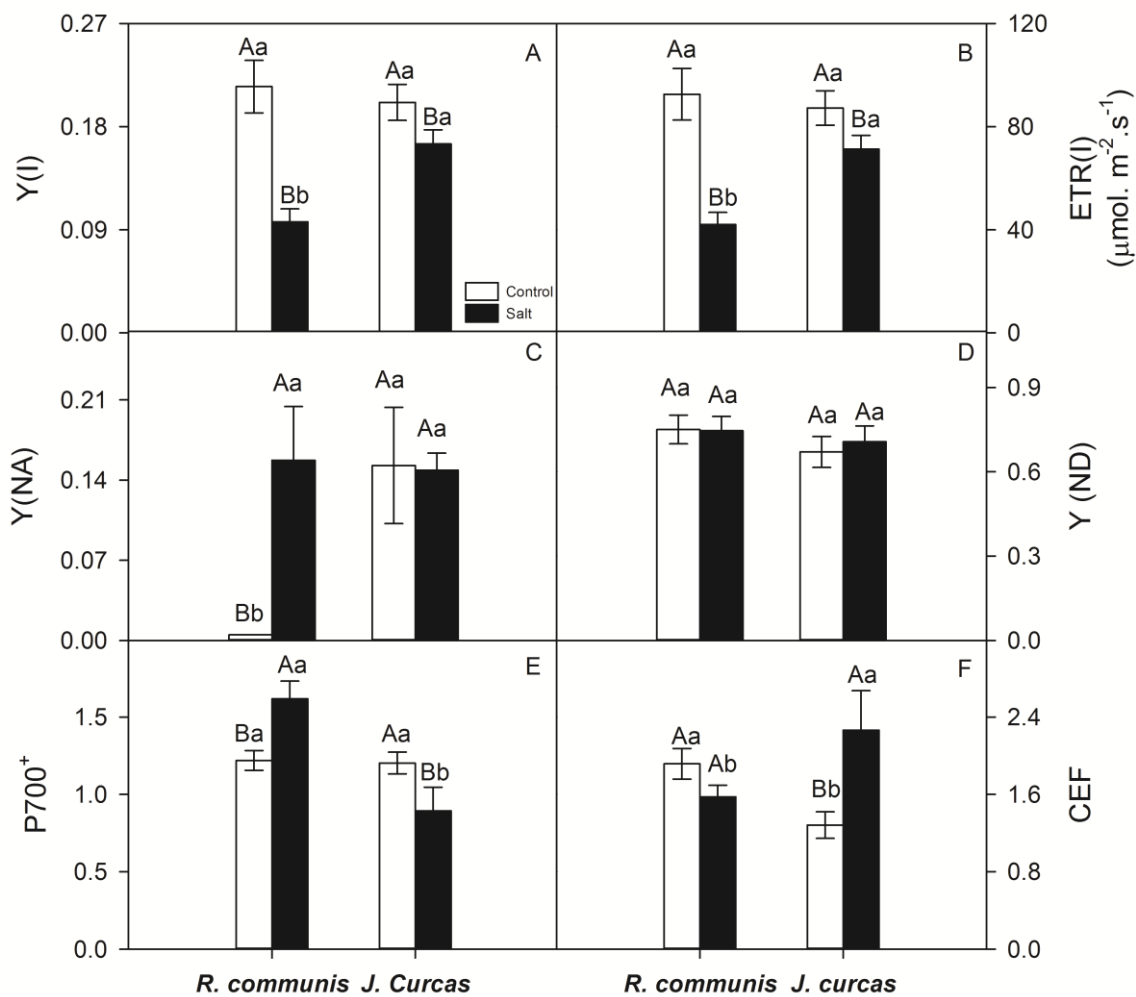 0.27
0.18
0.09
0.00
Y(I)
Aa
Bb
Aa
Ba
A
Control
Salt
Aa
Bb
Aa
Ba
B
120
80
40
0
ETR(I)
(μmol. m⁻².s⁻¹)
0.21
0.14
0.07
0.00
Y(NA)
Bb
Aa
Aa
Aa
C
Aa
Aa
Aa
Aa
D
0.9
0.6
0.3
0.0
Y (ND)
1.5
1.0
0.5
0.0
P700⁺
Ba
Aa
Aa
Bb
E
Aa
Ab
Bb
Aa
F
2.4
1.6
0.8
0.0
CEF
R. communis J. Curcas
R. communis J. curcas